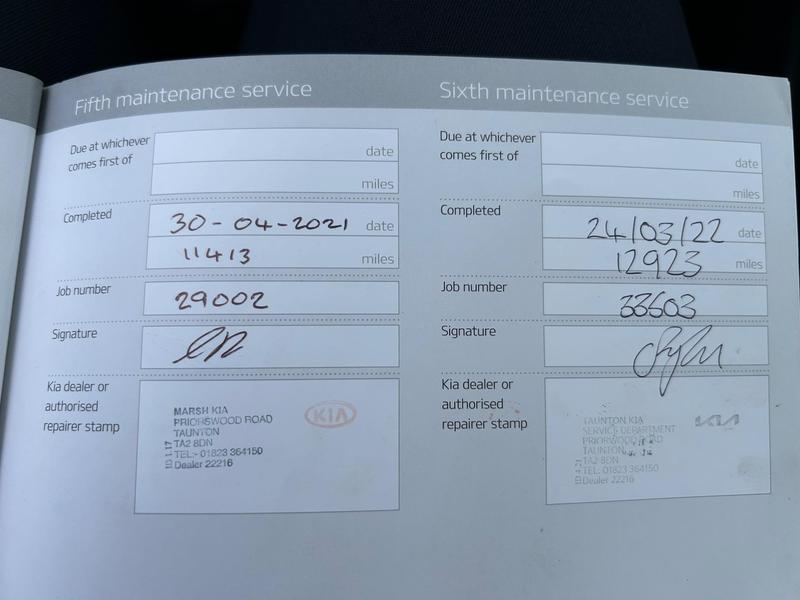 Fifth maintenance service
Due at whichever
comes first of
date
miles
Completed
30-04-2021 date
11413 miles
Job number
29002
Signature
Kia dealer or
authorised
repairer stamp
MARSH KIA
PRIORSWOOD ROAD
TAUNTON
TA2 8DN
TEL:- 01823 364150
Dealer 22216
KIA
Sixth maintenance service
Due at whichever
comes first of
date
miles
Completed
24/03/22 date
12923 miles
Job number
33503
Signature
Kia dealer or
authorised
repairer stamp
TAUNTON KIA
SERVICE DEPARTMENT
PRIORSWOOD ROAD
TAUNTON
TA2 8DN
TEL: 01823 364150
Dealer 22216
KIA